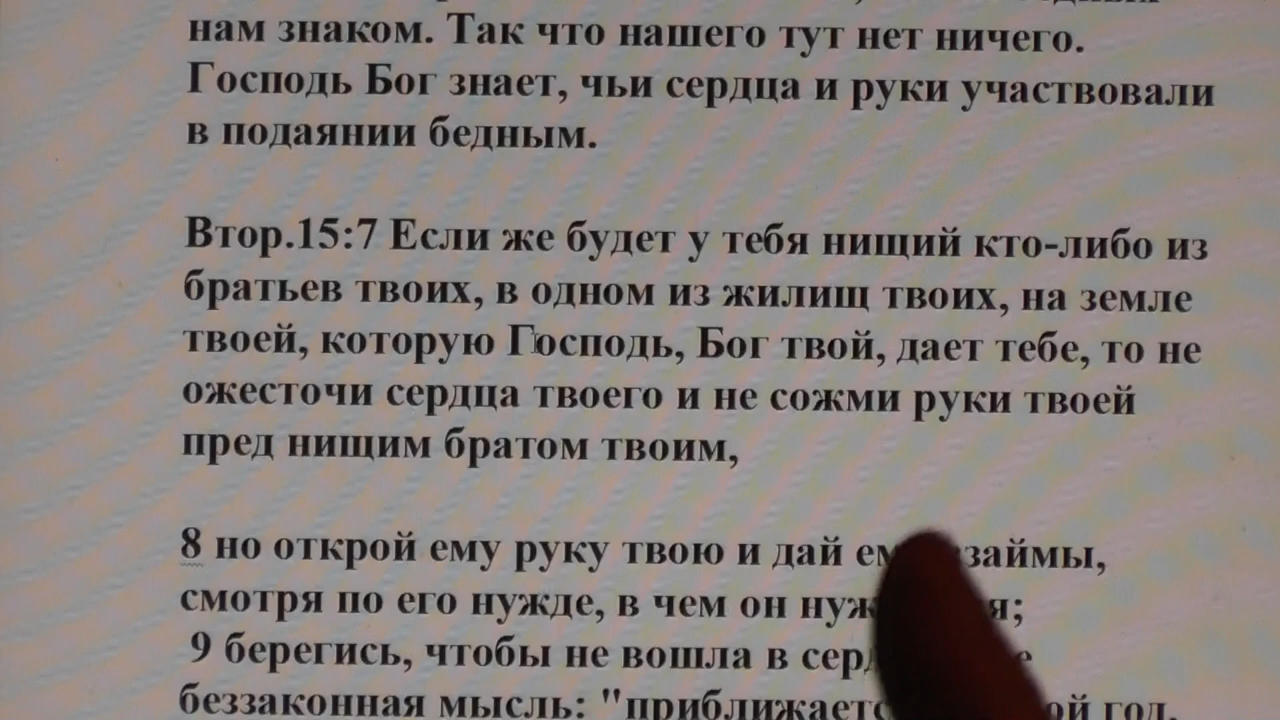 нам знаком. Так что нашего тут нет ничего.
Господь Бог знает, чьи сердца и руки участвовали
в подаянии бедным.
Втор.15:7 Если же будет у тебя нищий кто-либо из
братьев твоих, в одном из жилищ твоих, на земле
твоей, которую Господь, Бог твой, дает тебе, то не
ожесточи сердца твоего и не сожми руки твоей
пред нищим братом твоим,
8 но открой ему руку твою и дай
смотря по его нужде, в чем он
9 берегись, чтобы не вошла в
беззаконная мысль: "
год,